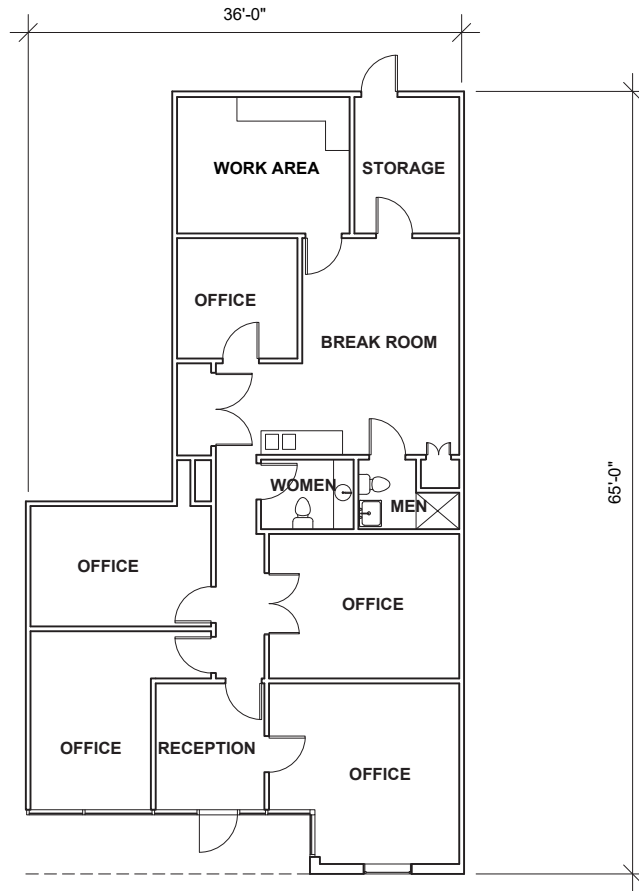 36'-0"
WORK AREA
STORAGE
OFFICE
BREAK ROOM
65'-0"
WOMEN
MEN
OFFICE
OFFICE
OFFICE
RECEPTION
OFFICE